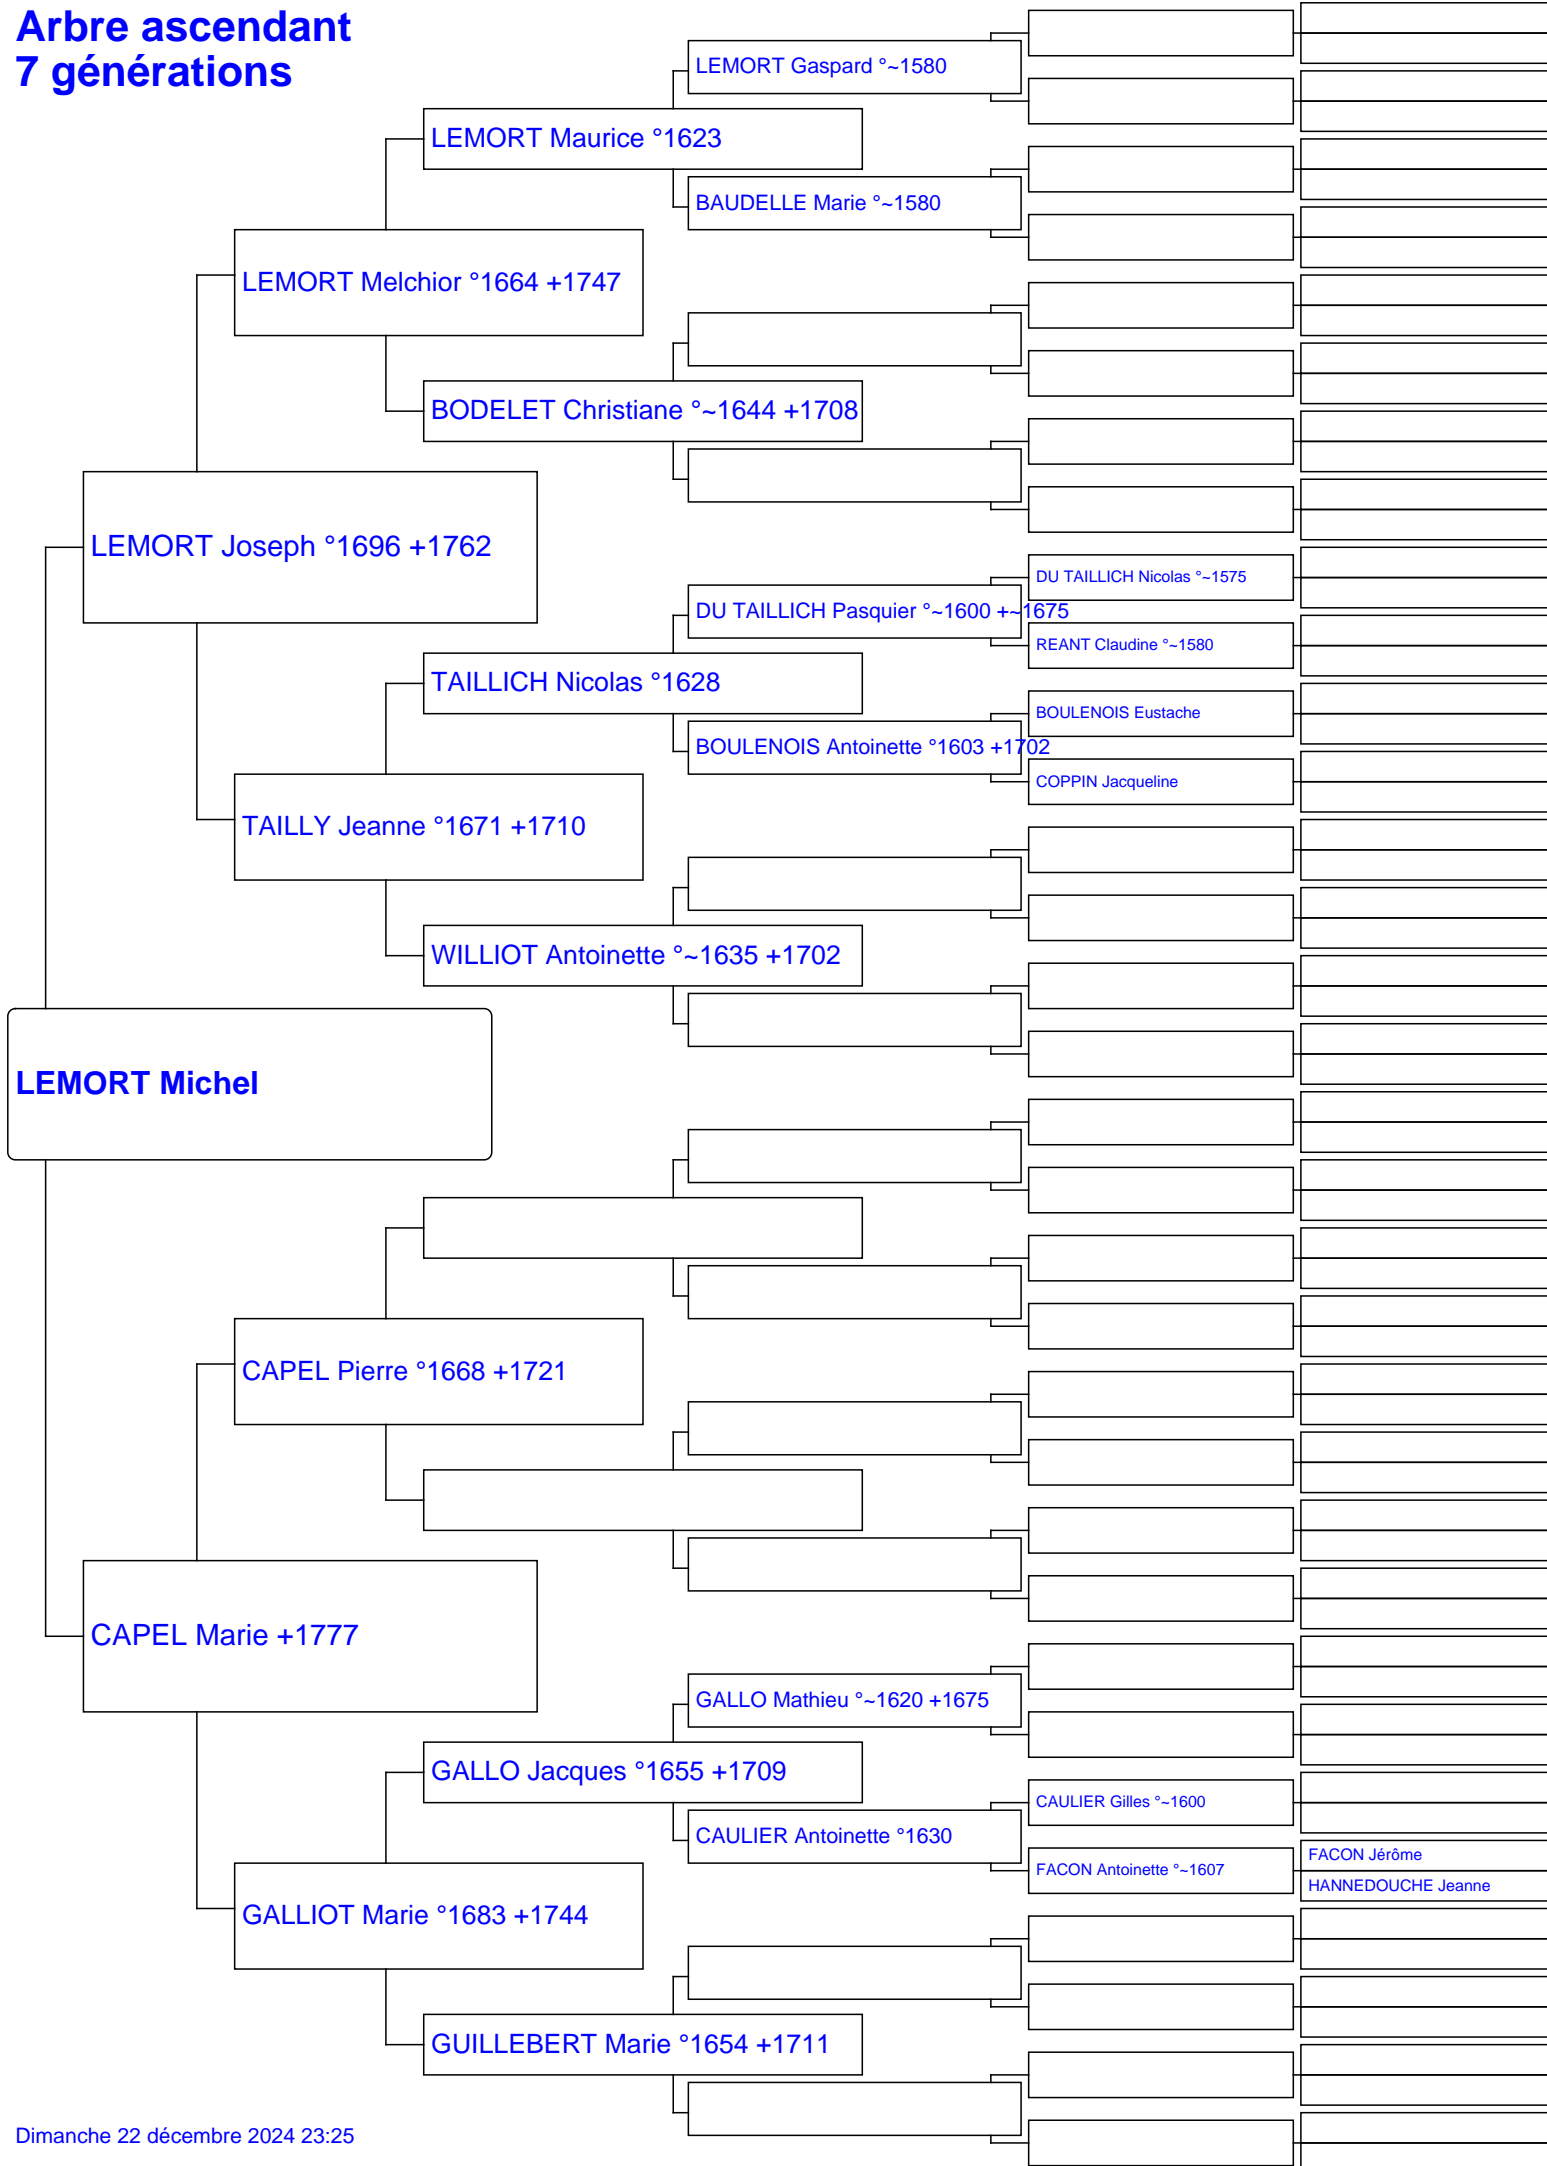 Arbre ascendant
7 générations
LEMORT Gaspard °~1580
LEMORT Maurice °1623
BAUDELLE Marie °~1580
LEMORT Melchior °1664 +1747
BODELET Christiane °~1644 +1708
LEMORT Joseph °1696 +1762
DU TAILLICH Nicolas °~1575
DU TAILLICH Pasquier °~1600 +~1675
REANT Claudine °~1580
TAILLICH Nicolas °1628
BOULENOIS Eustache
BOULENOIS Antoinette °1603 +1702
COPPIN Jacqueline
TAILLY Jeanne °1671 +1710
WILLIOT Antoinette °~1635 +1702
LEMORT Michel
CAPEL Pierre °1668 +1721
CAPEL Marie +1777
GALLO Mathieu °~1620 +1675
GALLO Jacques °1655 +1709
CAULIER Gilles °~1600
CAULIER Antoinette °1630
FACON Jérôme
FACON Antoinette °~1607
HANNEDOUCHE Jeanne
GALLIOT Marie °1683 +1744
GUILLEBERT Marie °1654 +1711
Dimanche 22 décembre 2024 23:25